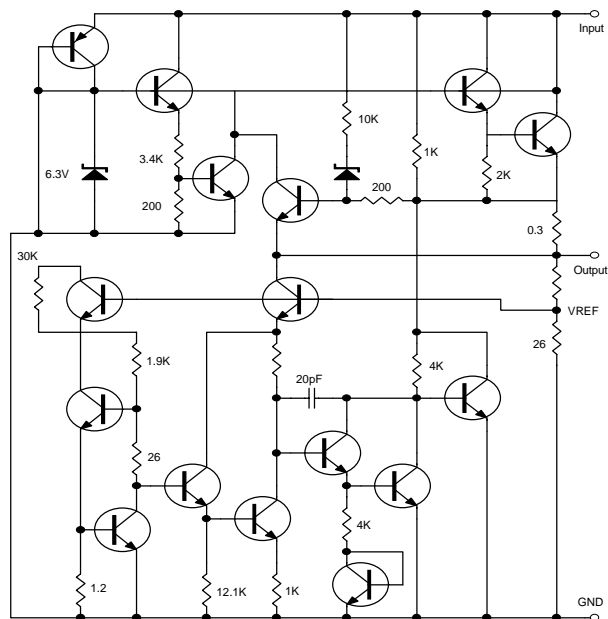 Input
10K
3.4K
1K
6.3V
2K
200
200
0.3
30K
Output
VREF
1.9K
26
20pF
4K
26
4K
1.2
12.1K
1K
GND